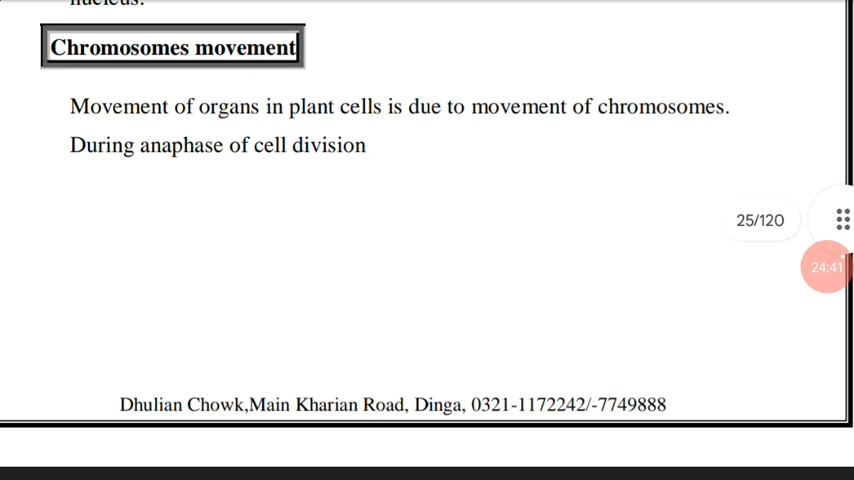 nucleus.
Chromosomes movement
Movement of organs in plant cells is due to movement of chromosomes.
During anaphase of cell division
25/120
24:41
Dhulian Chowk,Main Kharian Road, Dinga, 0321-1172242/-7749888